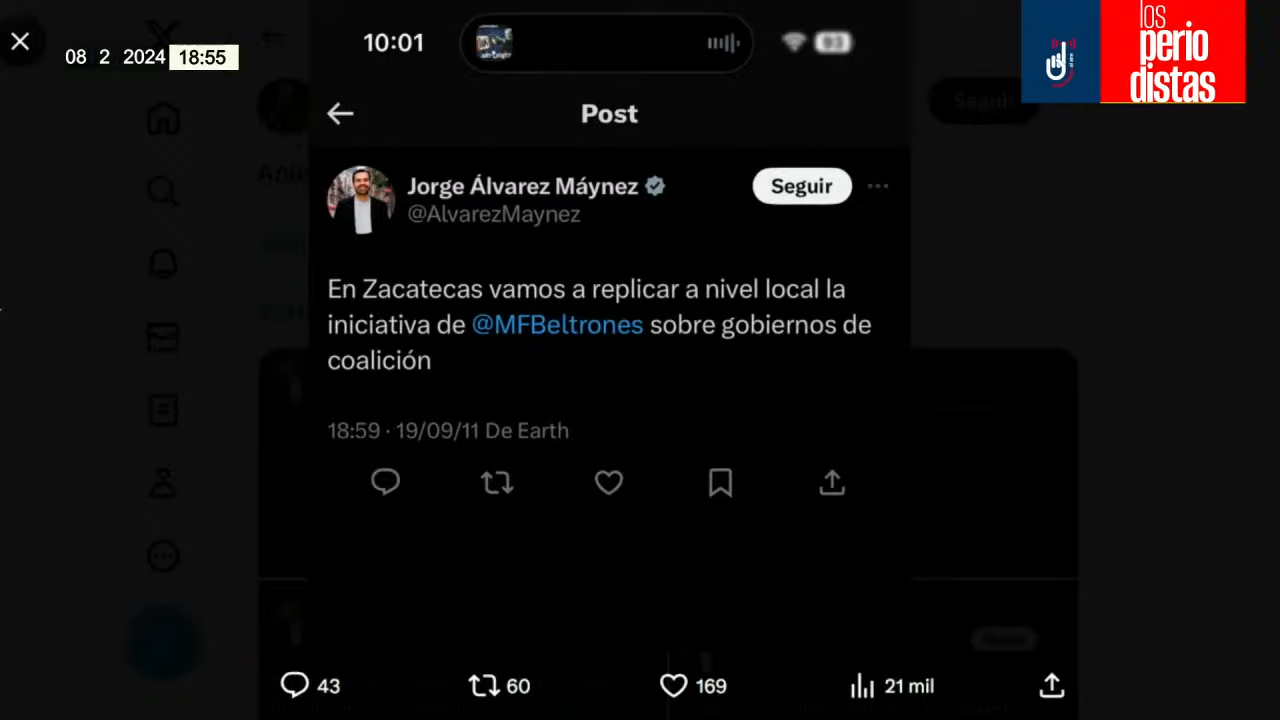 08 2 2024 18:55
10:01
93
los
perio
distas
Post
Seguir
Jorge Álvarez Máynez
Seguir
@AlvarezMaynez
En Zacatecas vamos a replicar a nivel local la
iniciativa de @MFBeltrones sobre gobiernos de
coalición
18:59 · 19/09/11 De Earth
43
60
169
21 mil